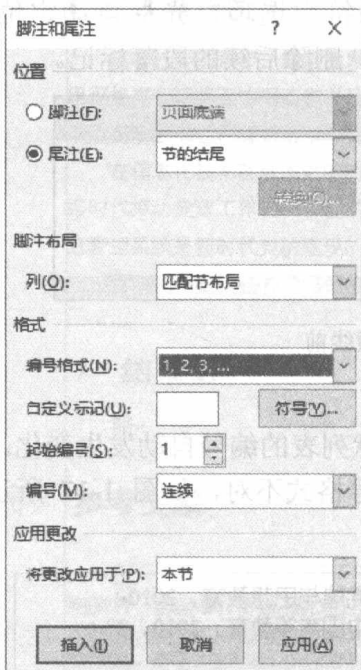 脚注和尾注 ? ×
位置
脚注(F): 页面底端
尾注(E): 节的结尾
转换(C)...
脚注布局
列(O): 匹配节布局
格式
编号格式(N): 1, 2, 3, ...
自定义标记(U): 符号(Y)...
起始编号(S): 1
编号(M): 连续
应用更改
将更改应用于(P): 本节
插入(I) 取消 应用(A)